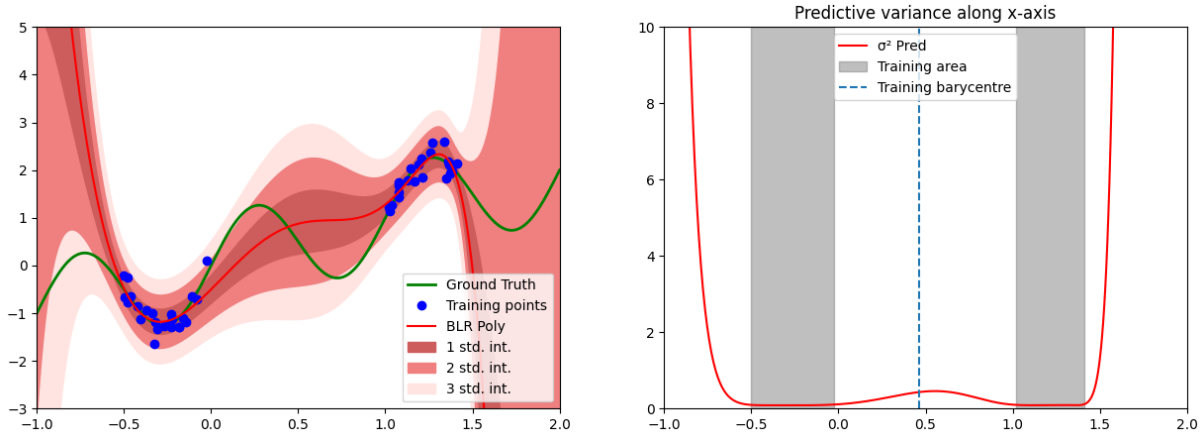 5
4
3
2
1
0
−1
−2
−3
−1.0 −0.5 0.0 0.5 1.0 1.5 2.0
Ground Truth
Training points
BLR Poly
1 std. int.
2 std. int.
3 std. int.
Predictive variance along x-axis
10
8
6
4
2
0
−1.0 −0.5 0.0 0.5 1.0 1.5 2.0
σ² Pred
Training area
Training barycentre